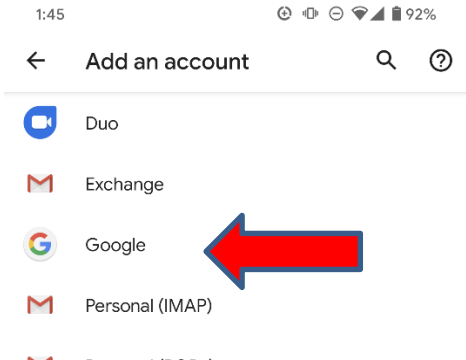 1:45 92%
Add an account
Duo
Exchange
Google
Personal (IMAP)